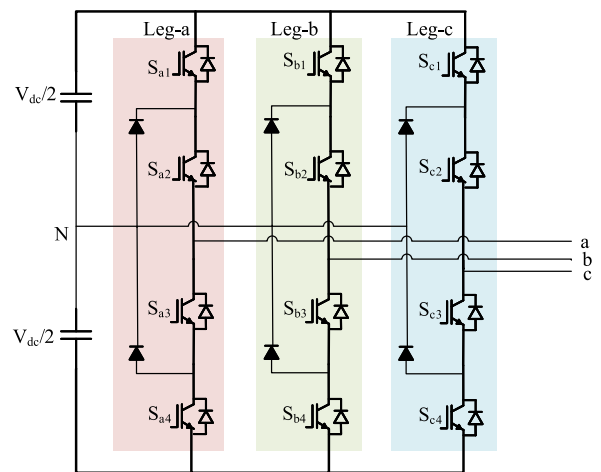 Leg-a Leg-b Leg-c
S_a1 S_b1 S_c1
V_dc/2
S_a2 S_b2 S_c2
N
a
b
c
S_a3 S_b3 S_c3
V_dc/2
S_a4 S_b4 S_c4